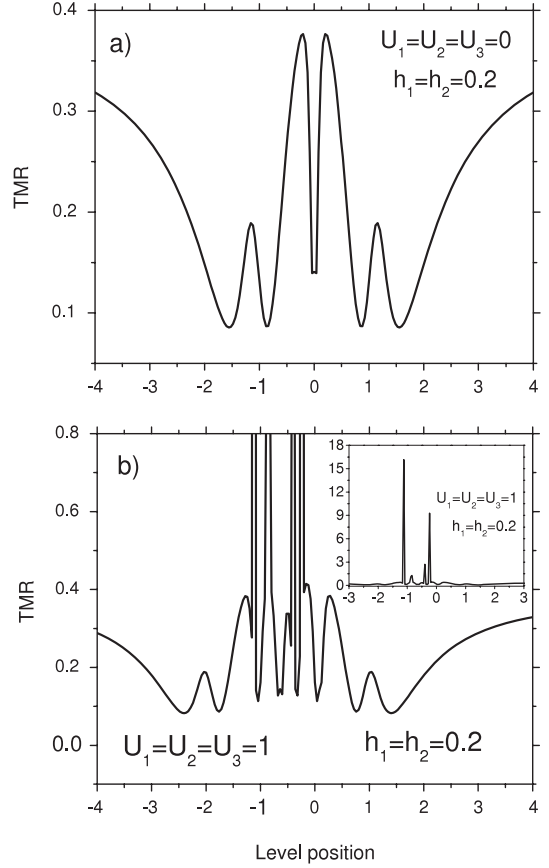 a)
U₁=U₂=U₃=0
h₁=h₂=0.2
TMR
0.4
0.3
0.2
0.1
-4 -3 -2 -1 0 1 2 3 4
b)
TMR
0.8
0.6
0.4
0.2
0.0
18
15
12
9
6
3
0
U₁=U₂=U₃=1
h₁=h₂=0.2
-3 -2 -1 0 1 2 3
U₁=U₂=U₃=1
h₁=h₂=0.2
-4 -3 -2 -1 0 1 2 3 4
Level position